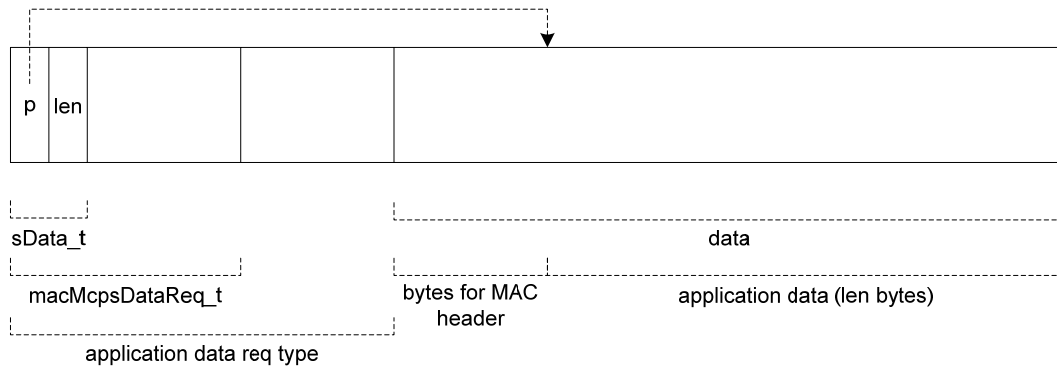 p len
sData_t data
macMcpsDataReq_t bytes for MAC
header application data (len bytes)
application data req type